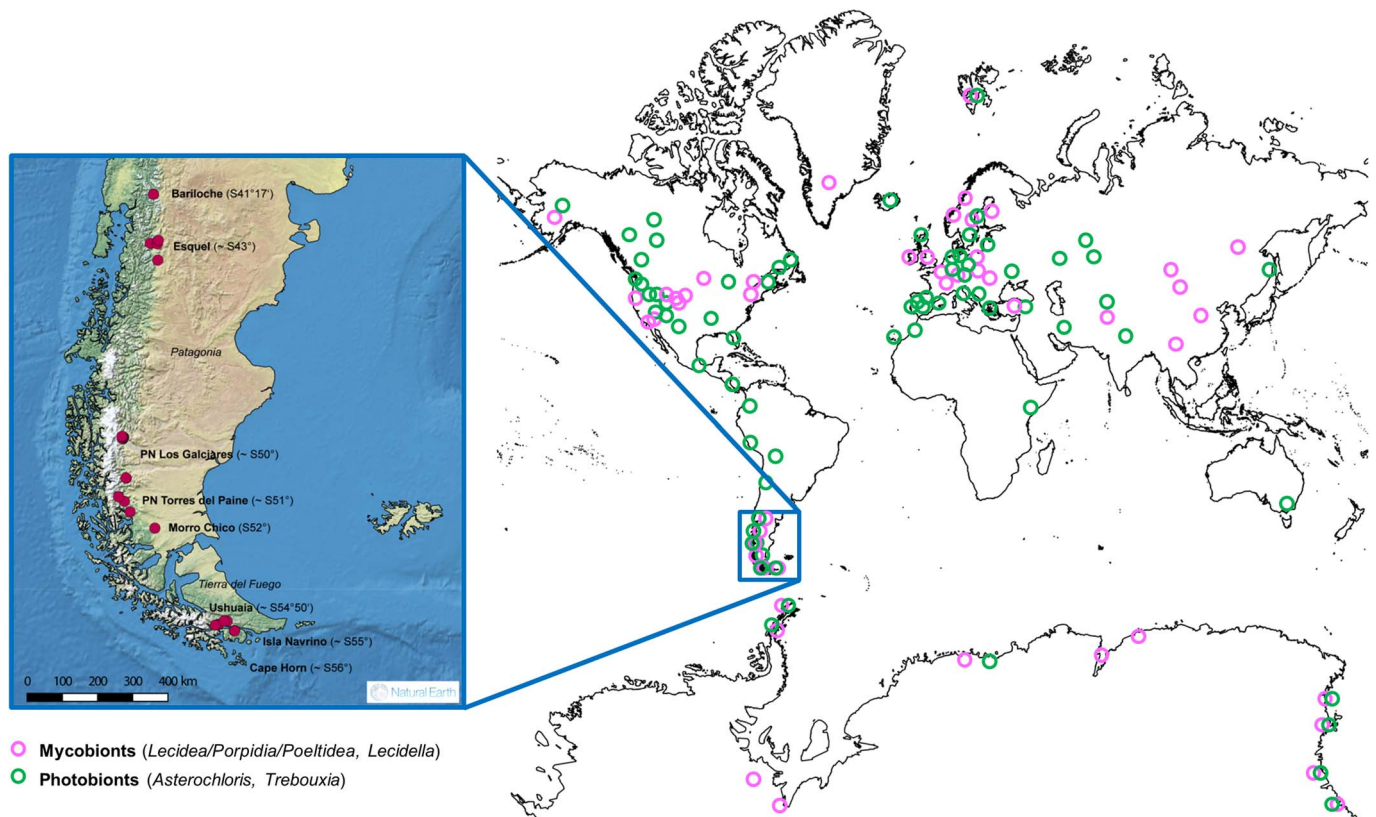 Bariloche (S41°17')
Esquel (~ S43°)
Patagonia
PN Los Galciares (~ S50°)
PN Torres del Paine (~ S51°)
Morro Chico (S52°)
Tierra del Fuego
Ushuaia (~ S54°50')
Isla Navrino (~ S55°)
Cape Horn (~ S56°)
0 100 200 300 400 km
Natural Earth
Mycobionts (Lecidea/Porpidia/Poeltidea, Lecidella)
Photobionts (Asterochloris, Trebouxia)